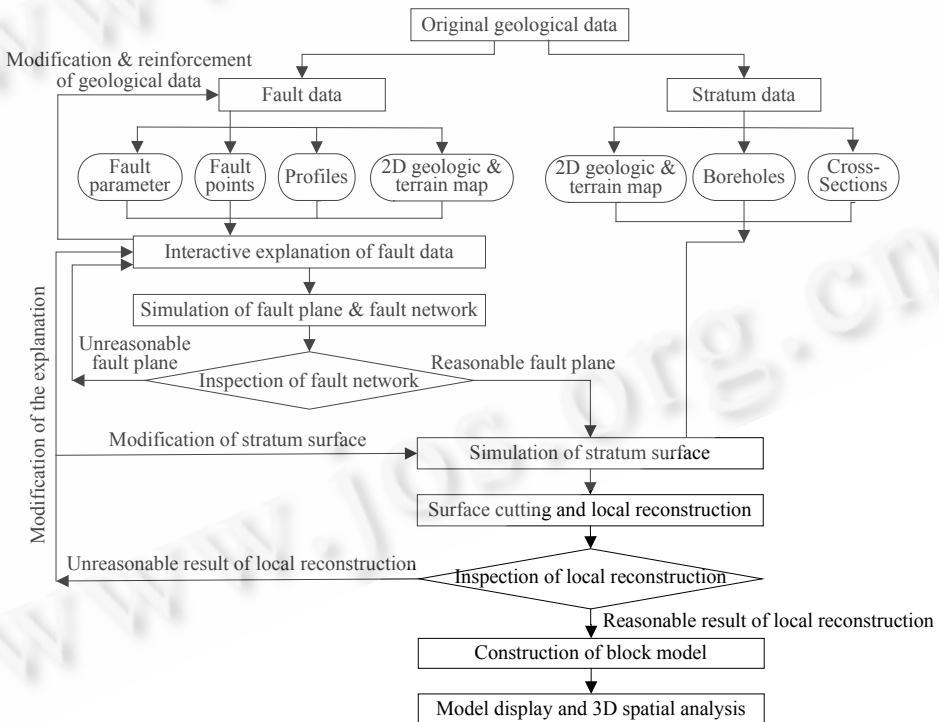 Original geological data
Modification & reinforcement
of geological data
Fault data
Stratum data
Fault
parameter
Fault
points
Profiles
2D geologic &
terrain map
2D geologic &
terrain map
Boreholes
Cross-
Sections
Interactive explanation of fault data
Simulation of fault plane & fault network
Unreasonable
fault plane
Reasonable fault plane
Inspection of fault network
Modification of the explanation
Modification of stratum surface
Simulation of stratum surface
Surface cutting and local reconstruction
Unreasonable result of local reconstruction
Inspection of local reconstruction
Reasonable result of local reconstruction
Construction of block model
Model display and 3D spatial analysis
www.jos.org.cn